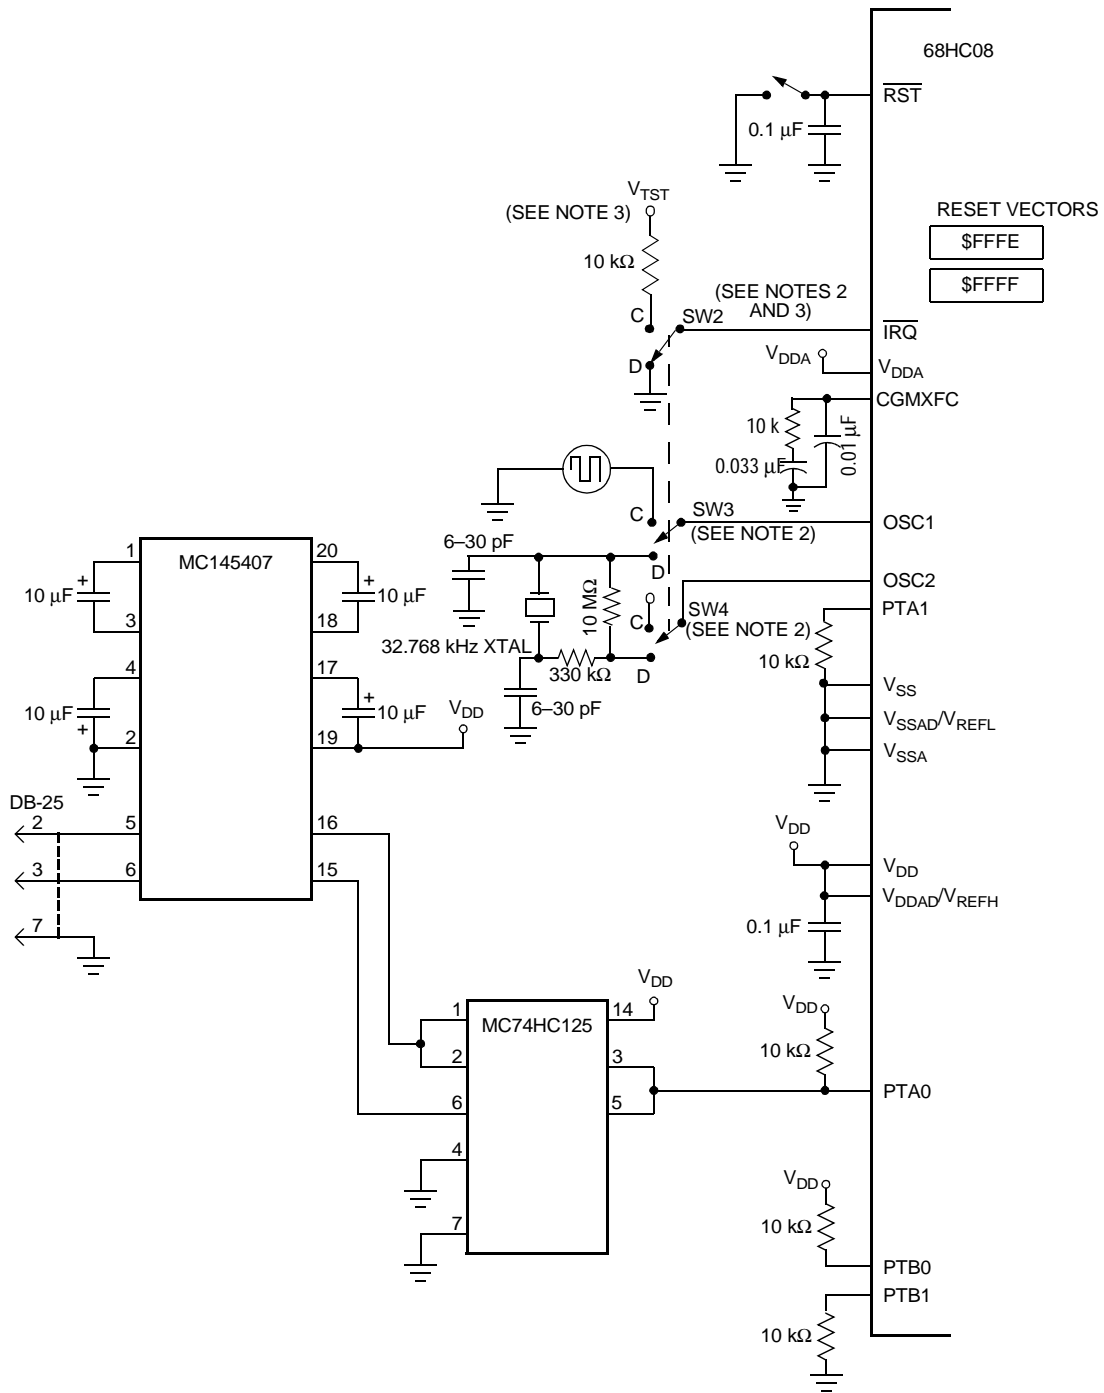 68HC08
RST
0.1 μF
VTST
(SEE NOTE 3)
RESET VECTORS
$FFFE
$FFFF
10 kΩ
(SEE NOTES 2
AND 3)
C
SW2
IRQ
D
VDDA
VDDA
CGMXFC
10 k
0.01 μF
0.033 μF
C
SW3
(SEE NOTE 2)
OSC1
6–30 pF
D
OSC2
10 MΩ
C
SW4
(SEE NOTE 2)
PTA1
32.768 kHz XTAL
330 kΩ
D
10 kΩ
6–30 pF
VSS
VSSAD/VREFL
VSSA
MC145407
1
20
10 μF
+
+
10 μF
3
18
4
17
10 μF
+
+
10 μF
VDD
2
19
DB-25
2
5
16
3
6
15
7
VDD
VDD
VDDAD/VREFH
0.1 μF
VDD
MC74HC125
1
14
2
3
6
5
4
7
VDD
10 kΩ
PTA0
VDD
10 kΩ
PTB0
PTB1
10 kΩ